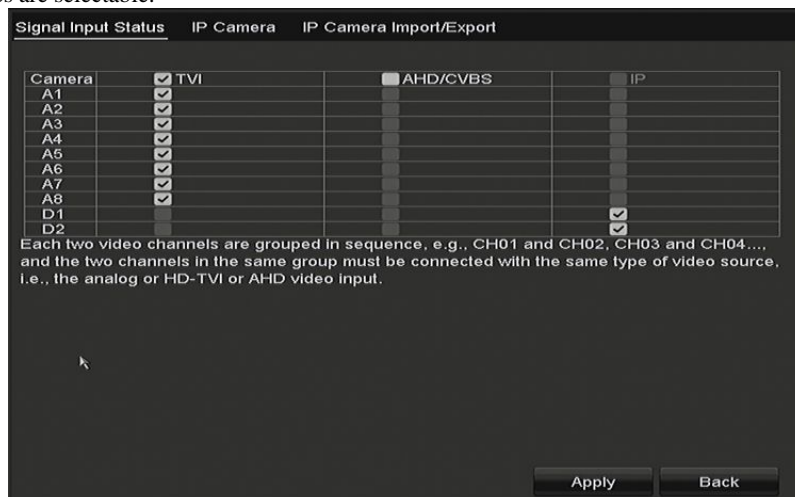 es are selectable.
Signal Input Status IP Camera IP Camera Import/Export
Camera TVI AHD/CVBS IP
A1
A2
A3
A4
A5
A6
A7
A8
D1
D2
Each two video channels are grouped in sequence, e.g., CH01 and CH02, CH03 and CH04...,
and the two channels in the same group must be connected with the same type of video source,
i.e., the analog or HD-TVI or AHD video input.
Apply Back